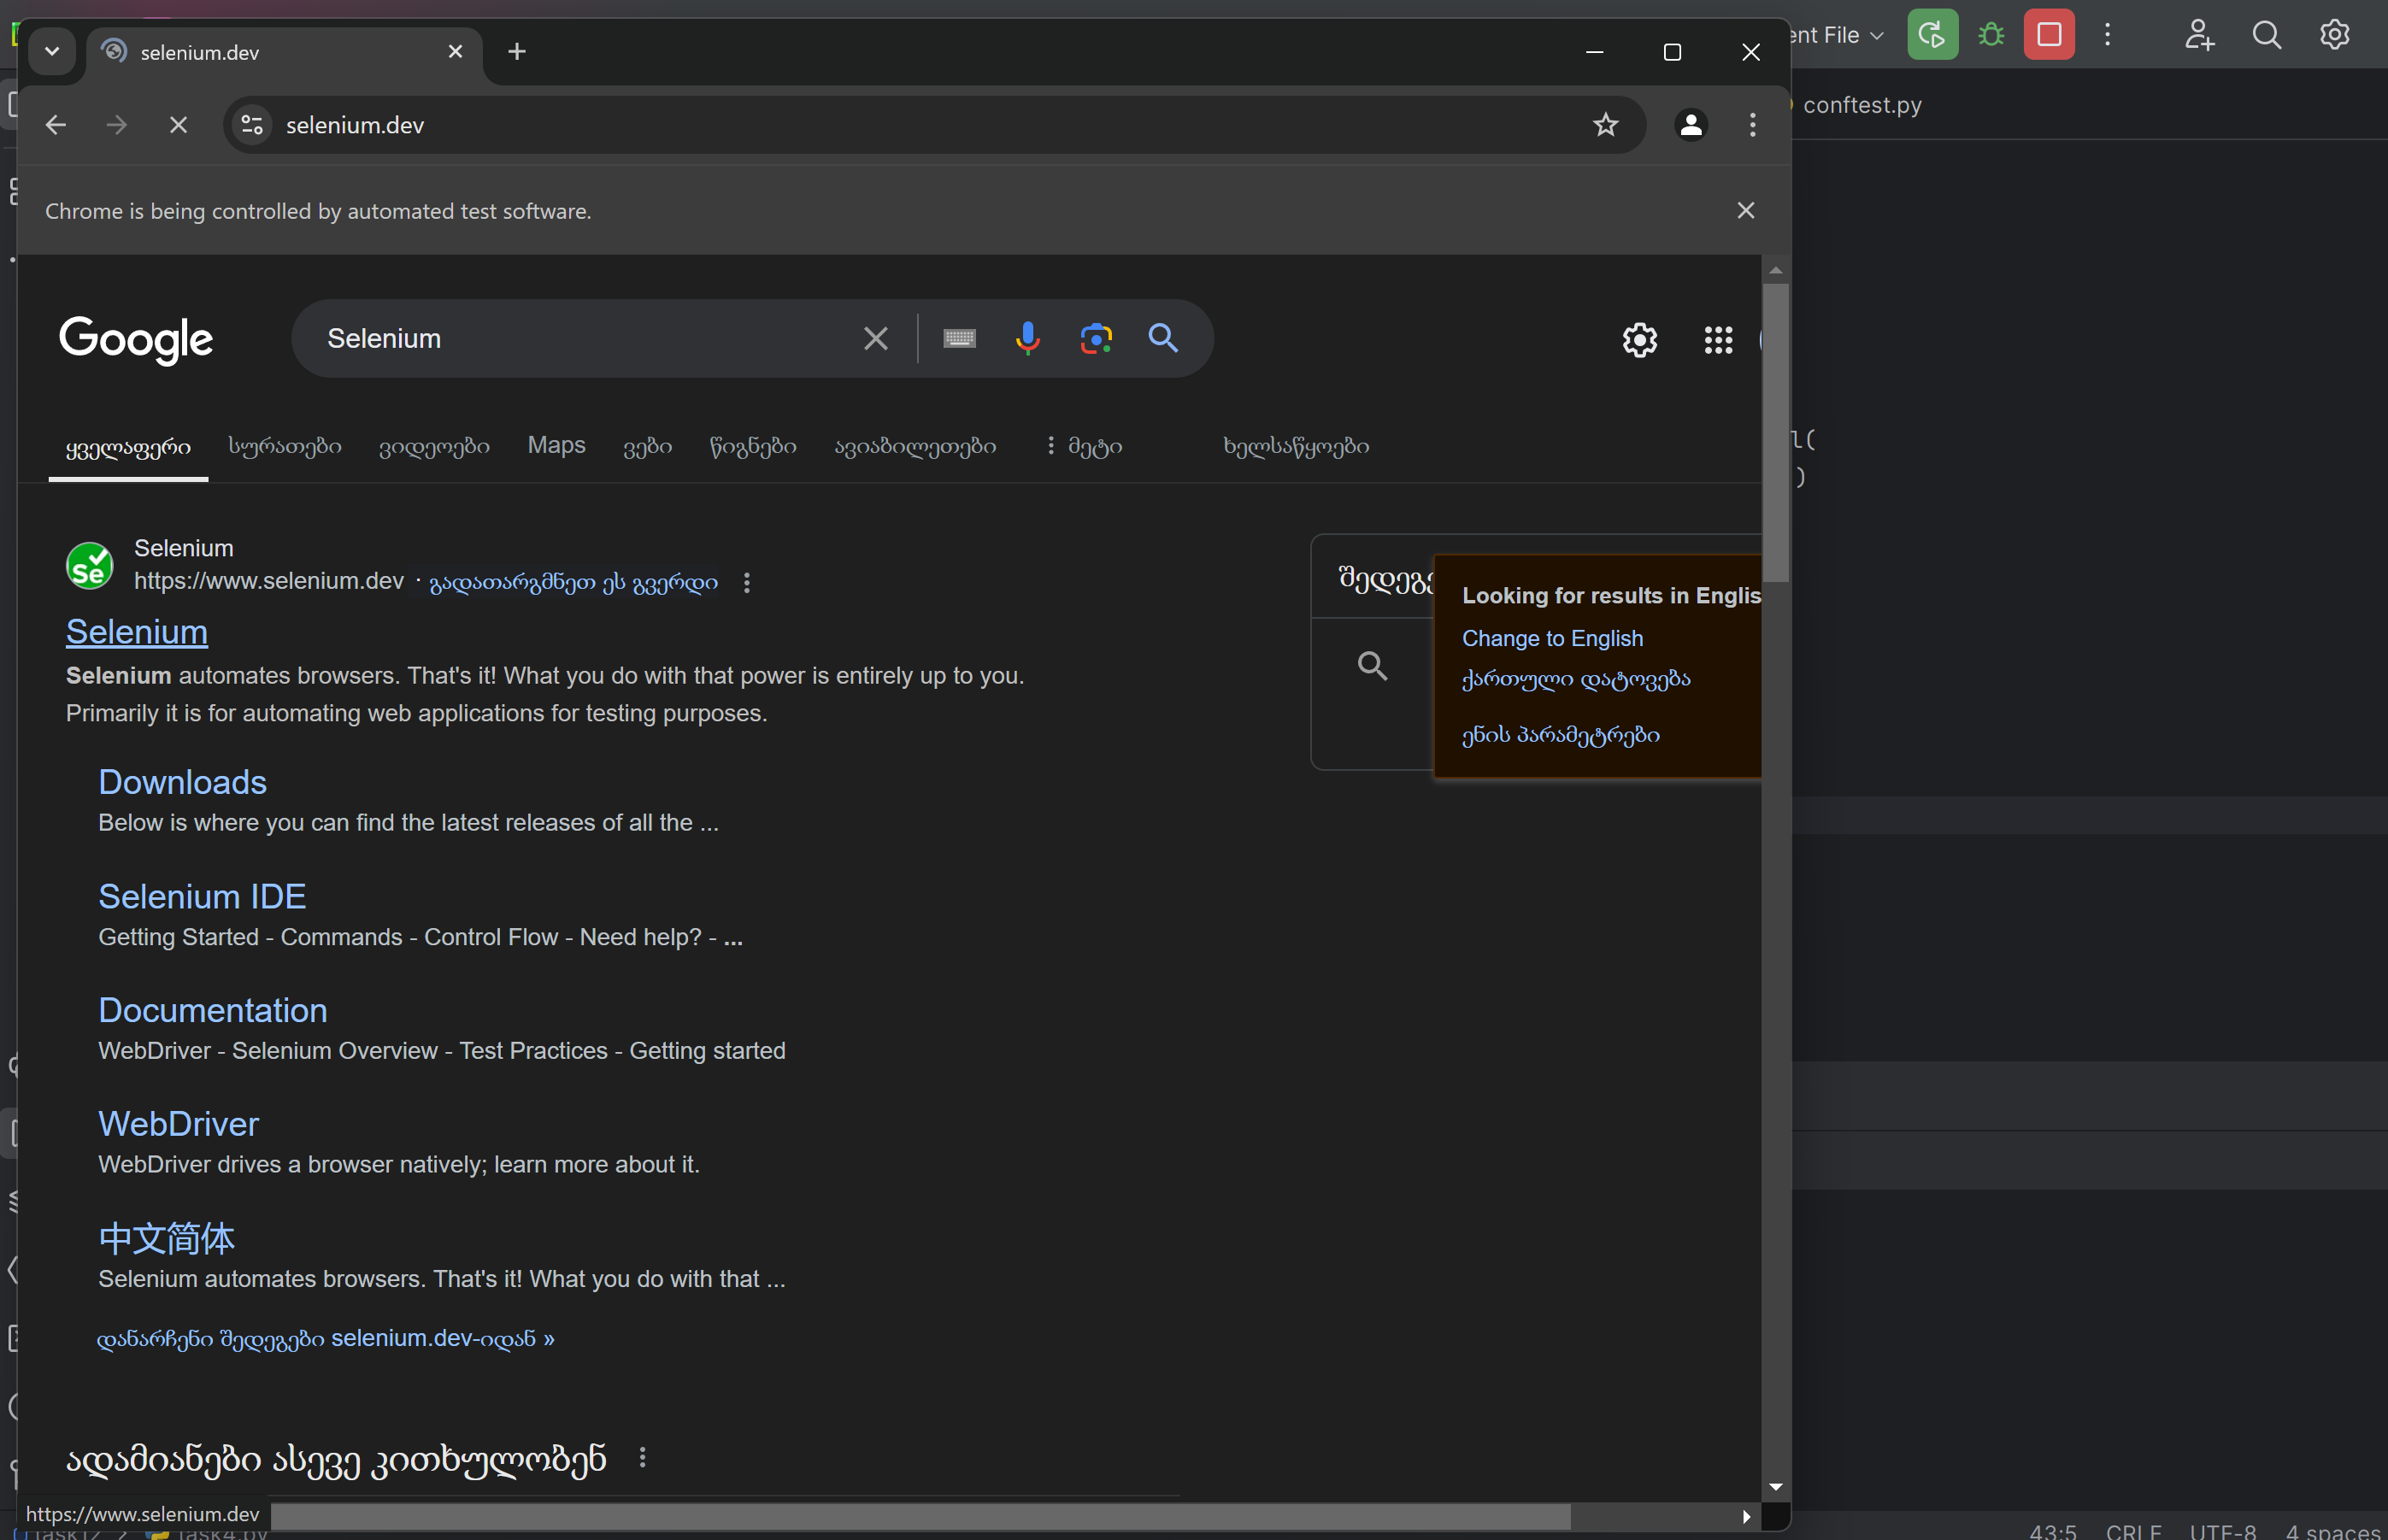 selenium.dev
ent File
selenium.dev
conftest.py
Chrome is being controlled by automated test software.
Google
Selenium
ყველაფერი სურათები ვიდეოები Maps ვები წიგნები ავიაბილეთები მეტი ხელსაწყოები
l(
)
Se
Selenium
https://www.selenium.dev · გადათარგმნეთ ეს გვერდი
Selenium
Selenium automates browsers. That's it! What you do with that power is entirely up to you.
Primarily it is for automating web applications for testing purposes.
Looking for results in Englis
Change to English
ქართული დატოვება
ენის პარამეტრები
Downloads
Below is where you can find the latest releases of all the ...
Selenium IDE
Getting Started - Commands - Control Flow - Need help? - ...
Documentation
WebDriver - Selenium Overview - Test Practices - Getting started
WebDriver
WebDriver drives a browser natively; learn more about it.
中文简体
Selenium automates browsers. That's it! What you do with that ...
დანარჩენი შედეგები selenium.dev-იდან »
ადამიანები ასევე კითხულობენ
https://www.selenium.dev
task12 > task4.py
43:5 CRLF UTF-8 4 spaces